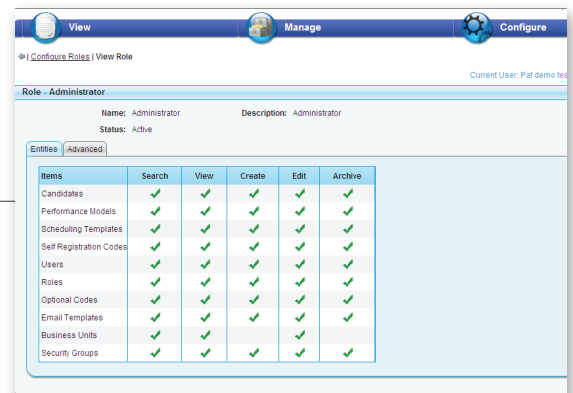 View Manage Configure
| Configure Roles | View Role
Current User: Pat demo tes
Role - Administrator
Name: Administrator Description: Administrator
Status: Active
Entities Advanced
Items Search View Create Edit Archive
Candidates
Performance Models
Scheduling Templates
Self Registration Codes
Users
Roles
Optional Codes
Email Templates
Business Units
Security Groups